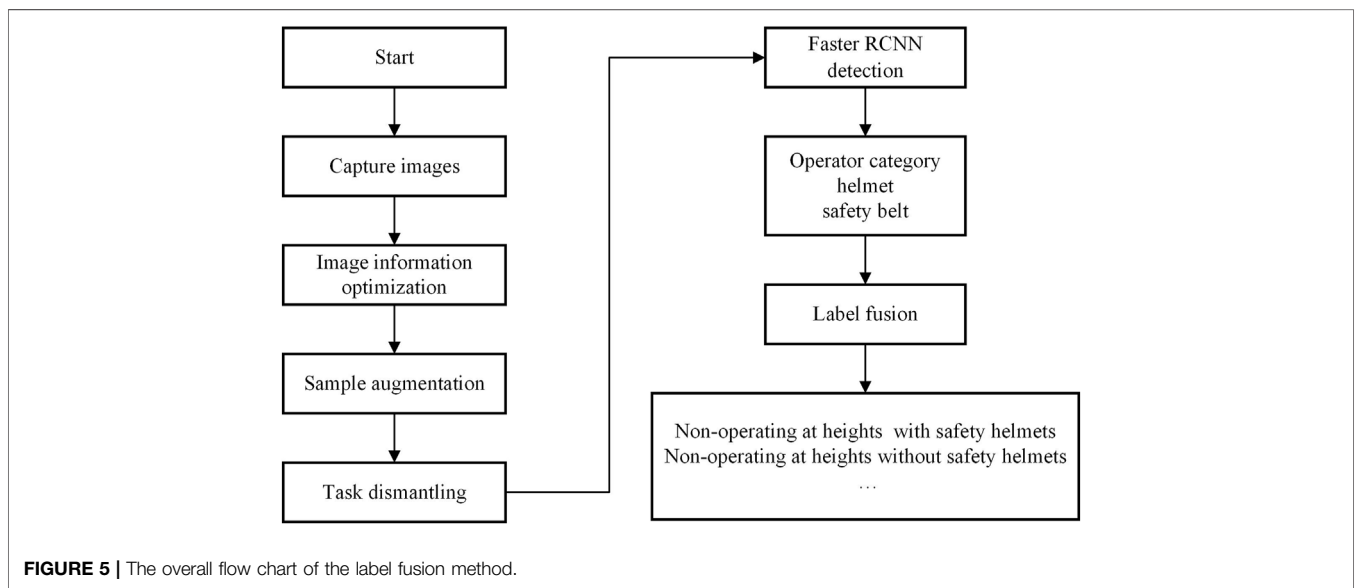 Start
Capture images
Image information
optimization
Sample augmentation
Task dismantling
Faster RCNN
detection
Operator category
helmet
safety belt
Label fusion
Non-operating at heights with safety helmets
Non-operating at heights without safety helmets
...
FIGURE 5 | The overall flow chart of the label fusion method.